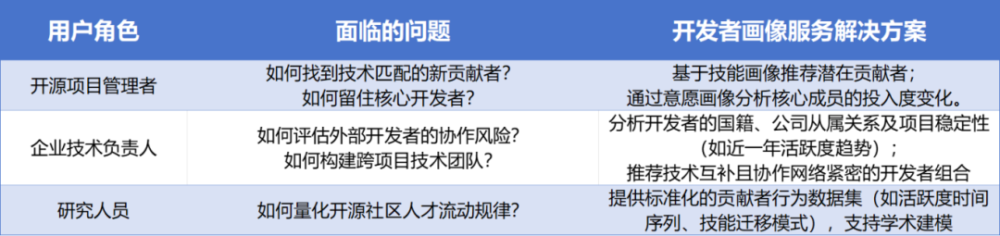 用户角色
面临的问题
开发者画像服务解决方案
开源项目管理者
如何找到技术匹配的新贡献者?
如何留住核心开发者?
基于技能画像推荐潜在贡献者;
通过意愿画像分析核心成员的投入度变化。
企业技术负责人
如何评估外部开发者的协作风险?
如何构建跨项目技术团队?
分析开发者的国籍、公司从属关系及项目稳定性
（如近一年活跃度趋势）;
推荐技术互补且协作网络紧密的开发者组合
研究人员
如何量化开源社区人才流动规律?
提供标准化的贡献者行为数据集（如活跃度时间
序列、技能迁移模式），支持学术建模